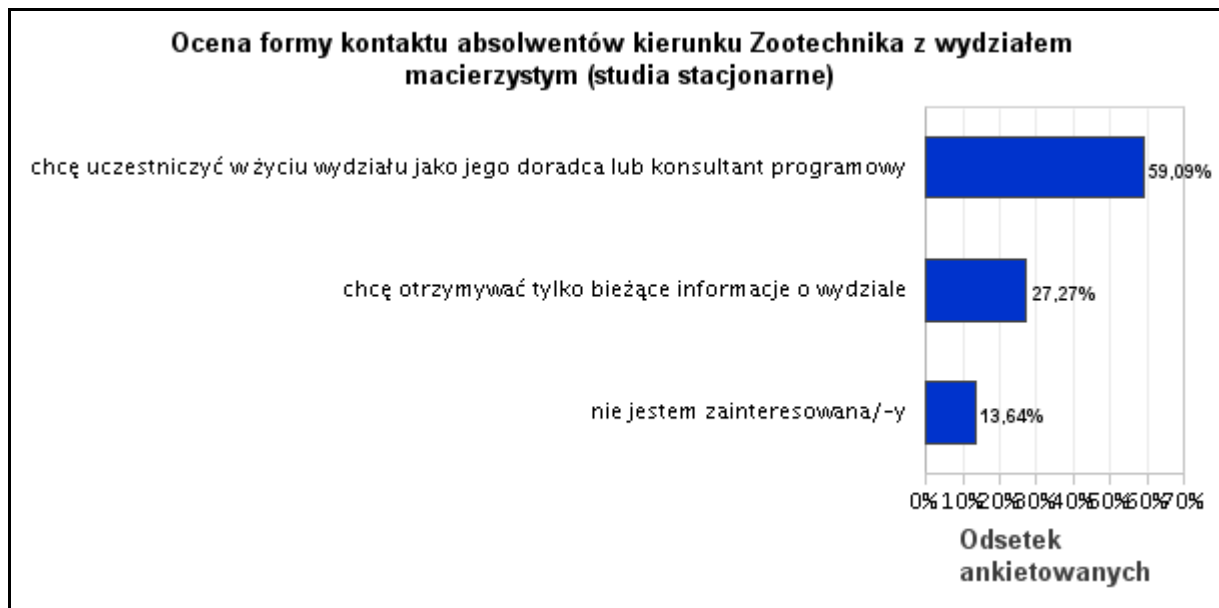 Ocena formy kontaktu absolwentów kierunku Zootechnika z wydziałem
macierzystym (studia stacjonarne)
chcę uczestniczyć w życiu wydziału jako jego doradca lub konsultant programowy
59,09%
chcę otrzymywać tylko bieżące informacje o wydziale
27,27%
nie jestem zainteresowana/-y
13,64%
0% 10% 20% 30% 40% 50% 60% 70%
Odsetek
ankietowanych